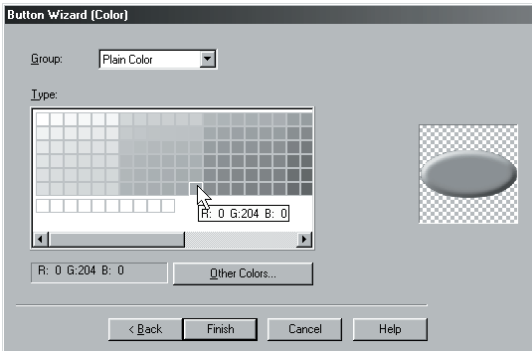 Button Wizard (Color)
Group: Plain Color
Type:
R: 0 G:204 B: 0
R: 0 G:204 B: 0 Other Colors...
< Back Finish Cancel Help